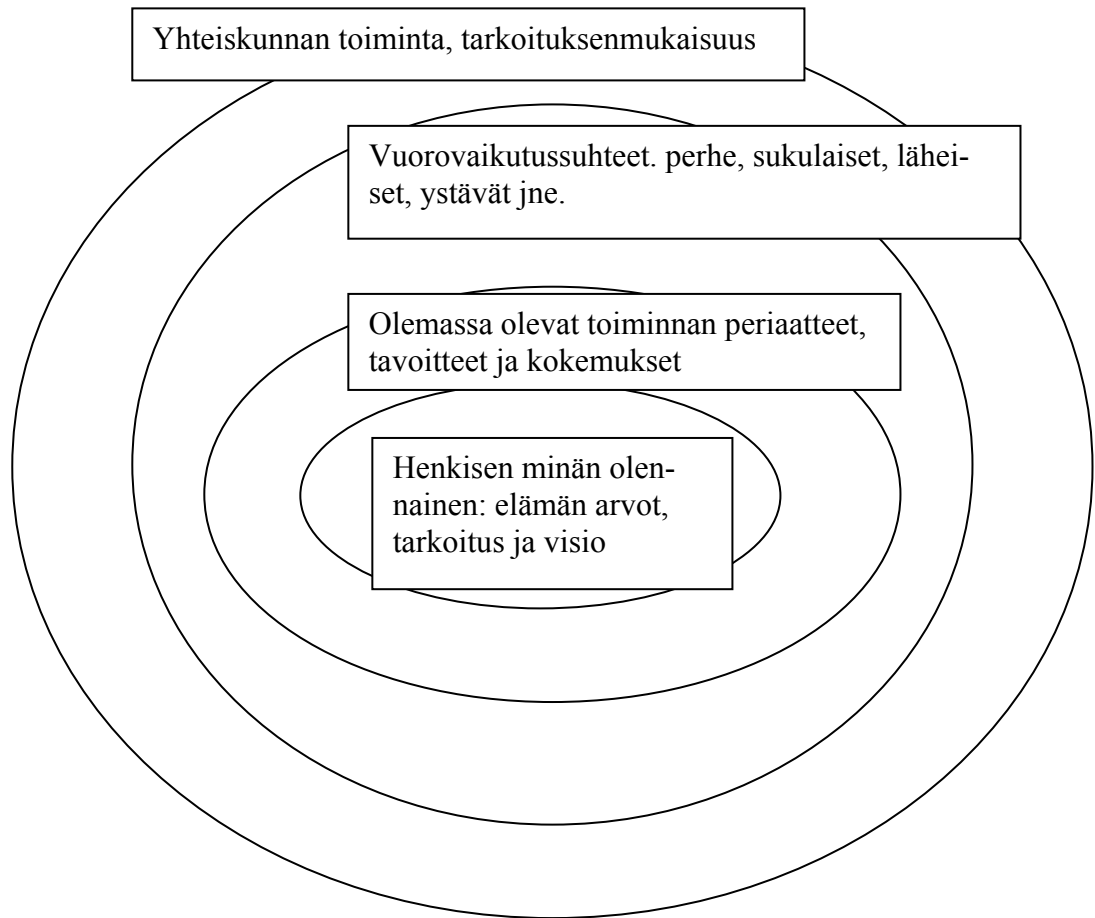 Yhteiskunnan toiminta, tarkoituksenmukaisuus
Vuorovaikutussuhteet. perhe, sukulaiset, lähei-
set, ystävät jne.
Olemassa olevat toiminnan periaatteet,
tavoitteet ja kokemukset
Henkisen minän olen-
nainen: elämän arvot,
tarkoitus ja visio